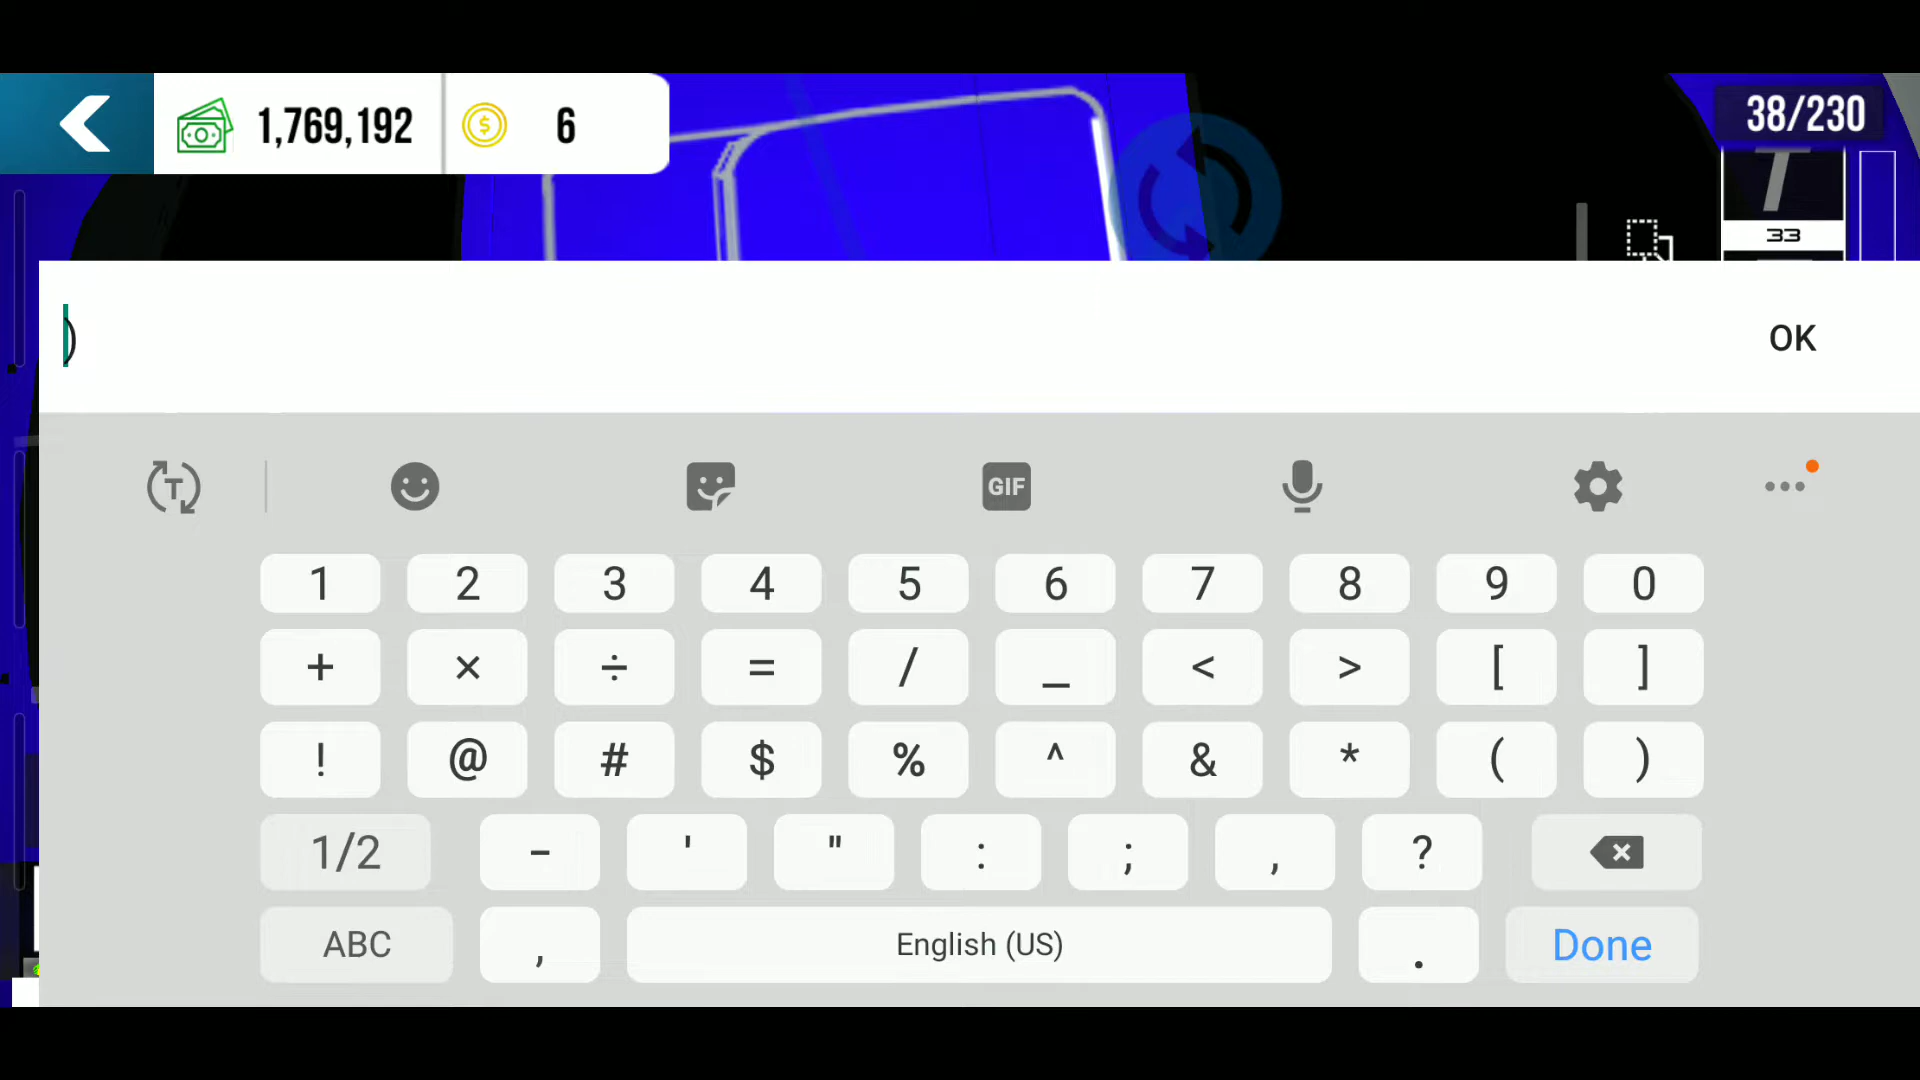 1,769,192 6 38/230
T
33
)
OK
T GIF
1 2 3 4 5 6 7 8 9 0
+ × ÷ = / _ < > [ ]
! @ # $ % ^ & * ( )
1/2 - ' " : ; , ?
ABC , English (US) . Done